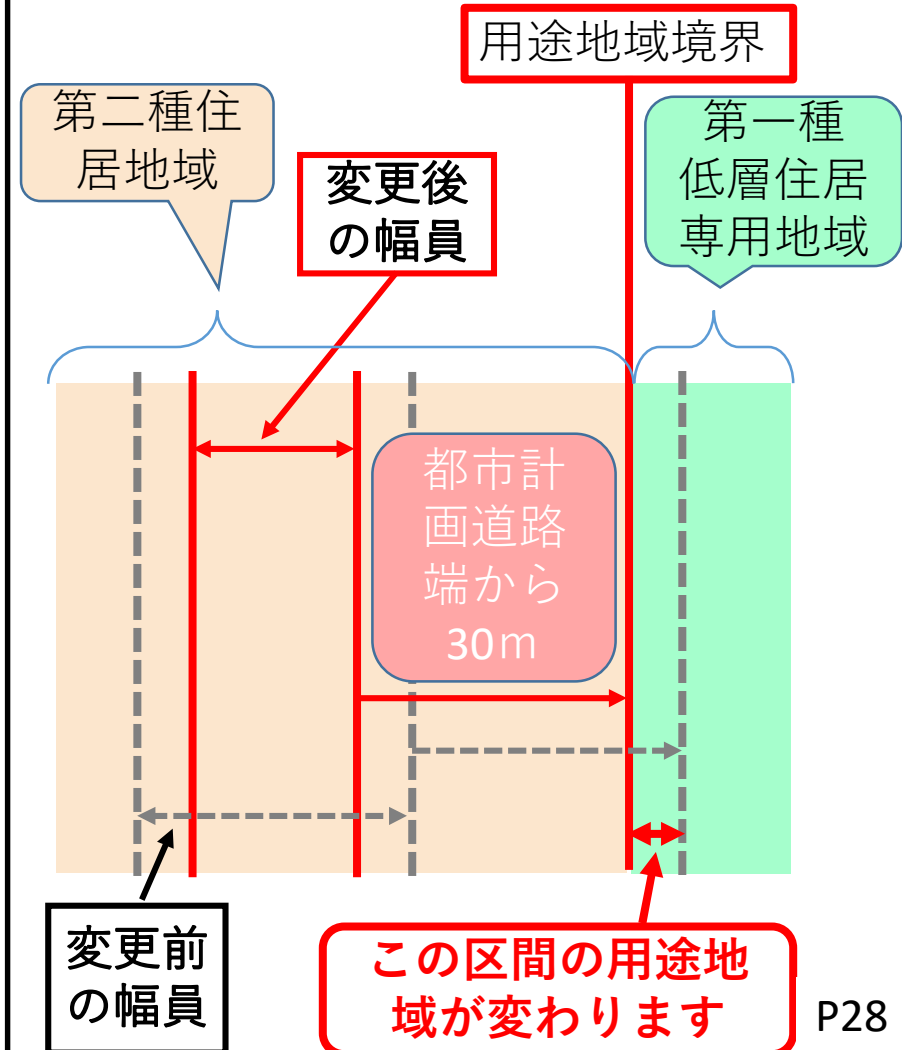 用途地域境界
第二種住
居地域
第一種
低層住居
専用地域
変更後
の幅員
都市計
画道路
端から
30m
変更前
の幅員
この区間の用途地
域が変わります
P28